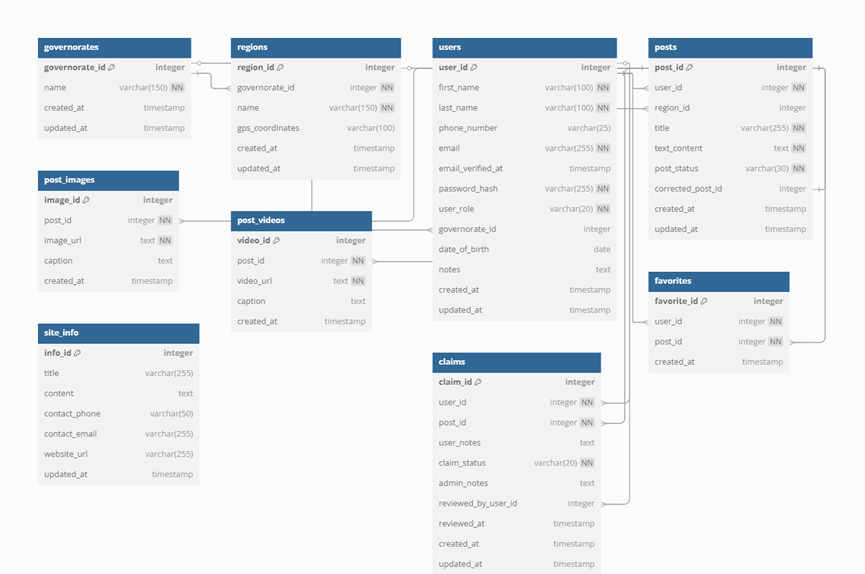 governorates
governorate_id integer
name varchar(150) NN
created_at timestamp
updated_at timestamp
regions
region_id integer
governorate_id integer NN
name varchar(150) NN
gps_coordinates varchar(100)
created_at timestamp
updated_at timestamp
users
user_id integer
first_name varchar(100) NN
last_name varchar(100) NN
phone_number varchar(25)
email varchar(255) NN
email_verified_at timestamp
password_hash varchar(255) NN
user_role varchar(20) NN
governorate_id integer
date_of_birth date
notes text
created_at timestamp
updated_at timestamp
posts
post_id integer
user_id integer NN
region_id integer
title varchar(255) NN
text_content text NN
post_status varchar(30) NN
corrected_post_id integer
created_at timestamp
updated_at timestamp
post_images
image_id integer
post_id integer NN
image_url text NN
caption text
created_at timestamp
post_videos
video_id integer
post_id integer NN
video_url text NN
caption text
created_at timestamp
favorites
favorite_id integer
user_id integer NN
post_id integer NN
created_at timestamp
site_info
info_id integer
title varchar(255)
content text
contact_phone varchar(50)
contact_email varchar(255)
website_url varchar(255)
updated_at timestamp
claims
claim_id integer
user_id integer NN
post_id integer NN
user_notes text
claim_status varchar(20) NN
admin_notes text
reviewed_by_user_id integer
reviewed_at timestamp
created_at timestamp
updated_at timestamp